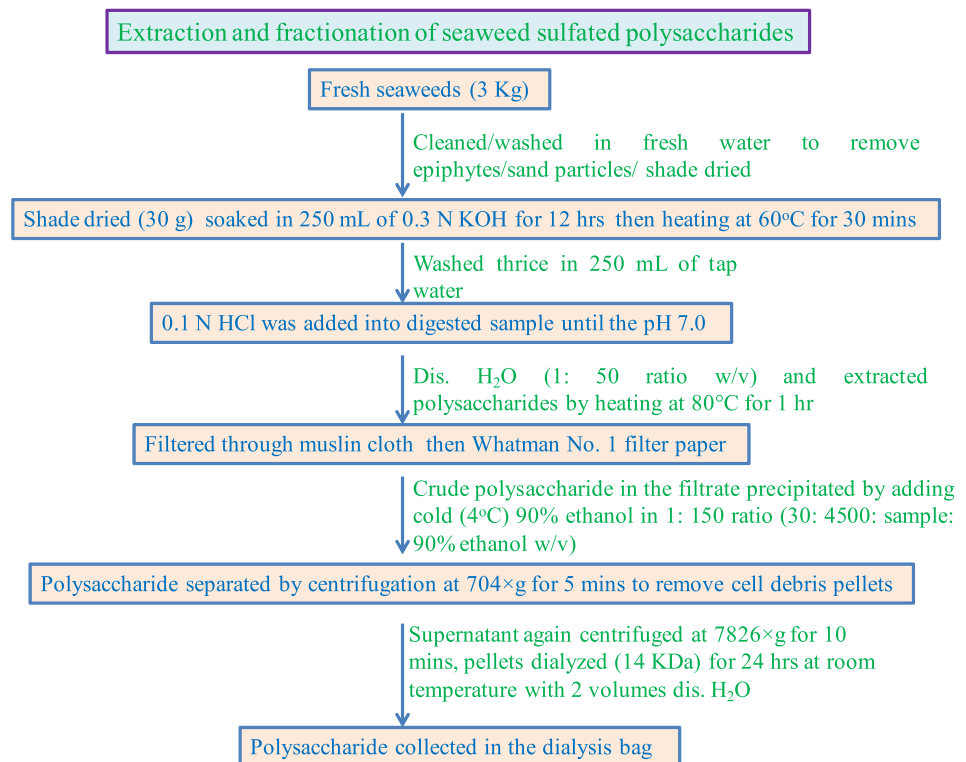 Extraction and fractionation of seaweed sulfated polysaccharides
Fresh seaweeds (3 Kg)
Cleaned/washed in fresh water to remove
epiphytes/sand particles/ shade dried
Shade dried (30 g) soaked in 250 mL of 0.3 N KOH for 12 hrs then heating at 60°C for 30 mins
Washed thrice in 250 mL of tap
water
0.1 N HCl was added into digested sample until the pH 7.0
Dis. H₂O (1: 50 ratio w/v) and extracted
polysaccharides by heating at 80°C for 1 hr
Filtered through muslin cloth then Whatman No. 1 filter paper
Crude polysaccharide in the filtrate precipitated by adding
cold (4°C) 90% ethanol in 1: 150 ratio (30: 4500: sample:
90% ethanol w/v)
Polysaccharide separated by centrifugation at 704×g for 5 mins to remove cell debris pellets
Supernatant again centrifuged at 7826×g for 10
mins, pellets dialyzed (14 KDa) for 24 hrs at room
temperature with 2 volumes dis. H₂O
Polysaccharide collected in the dialysis bag